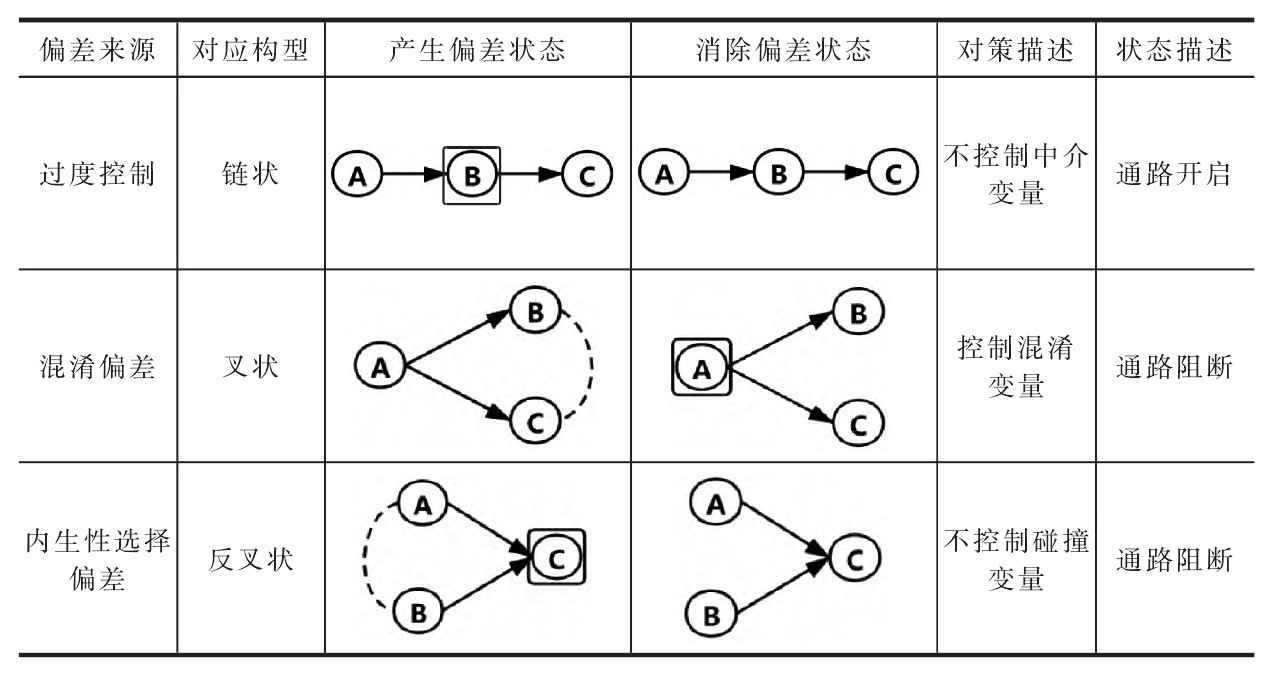 偏差来源 对应构型 产生偏差状态 消除偏差状态 对策描述 状态描述
过度控制 链状 A B C A B C 不控制中介
变量 通路开启
混淆偏差 叉状 A B C A B C 控制混淆
变量 通路阻断
内生性选择
偏差 反叉状 A B C A B C 不控制碰撞
变量 通路阻断